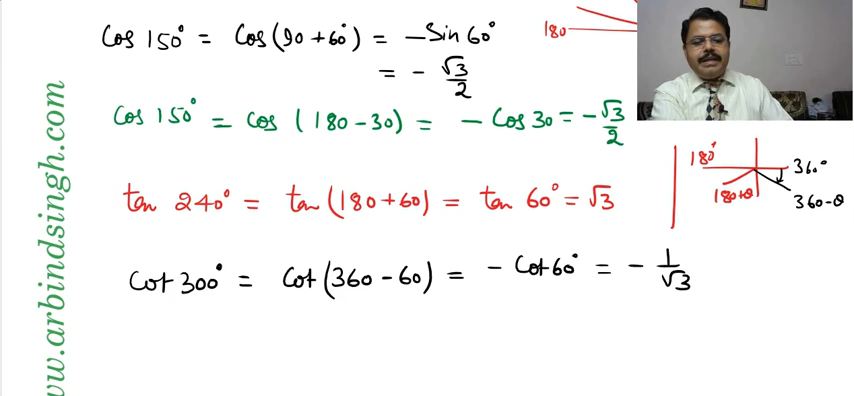 Cos 150° = Cos(90+60°) = -Sin 60°
= - √3/2
180
Cos 150° = Cos (180-30) = - Cos 30 = - √3/2
180°
360°
180+θ
360-θ
tan 240° = tan(180+60) = tan 60° = √3
Cot 300° = Cot(360-60) = - Cot 60° = - 1/√3
ww.arbindsingh.com